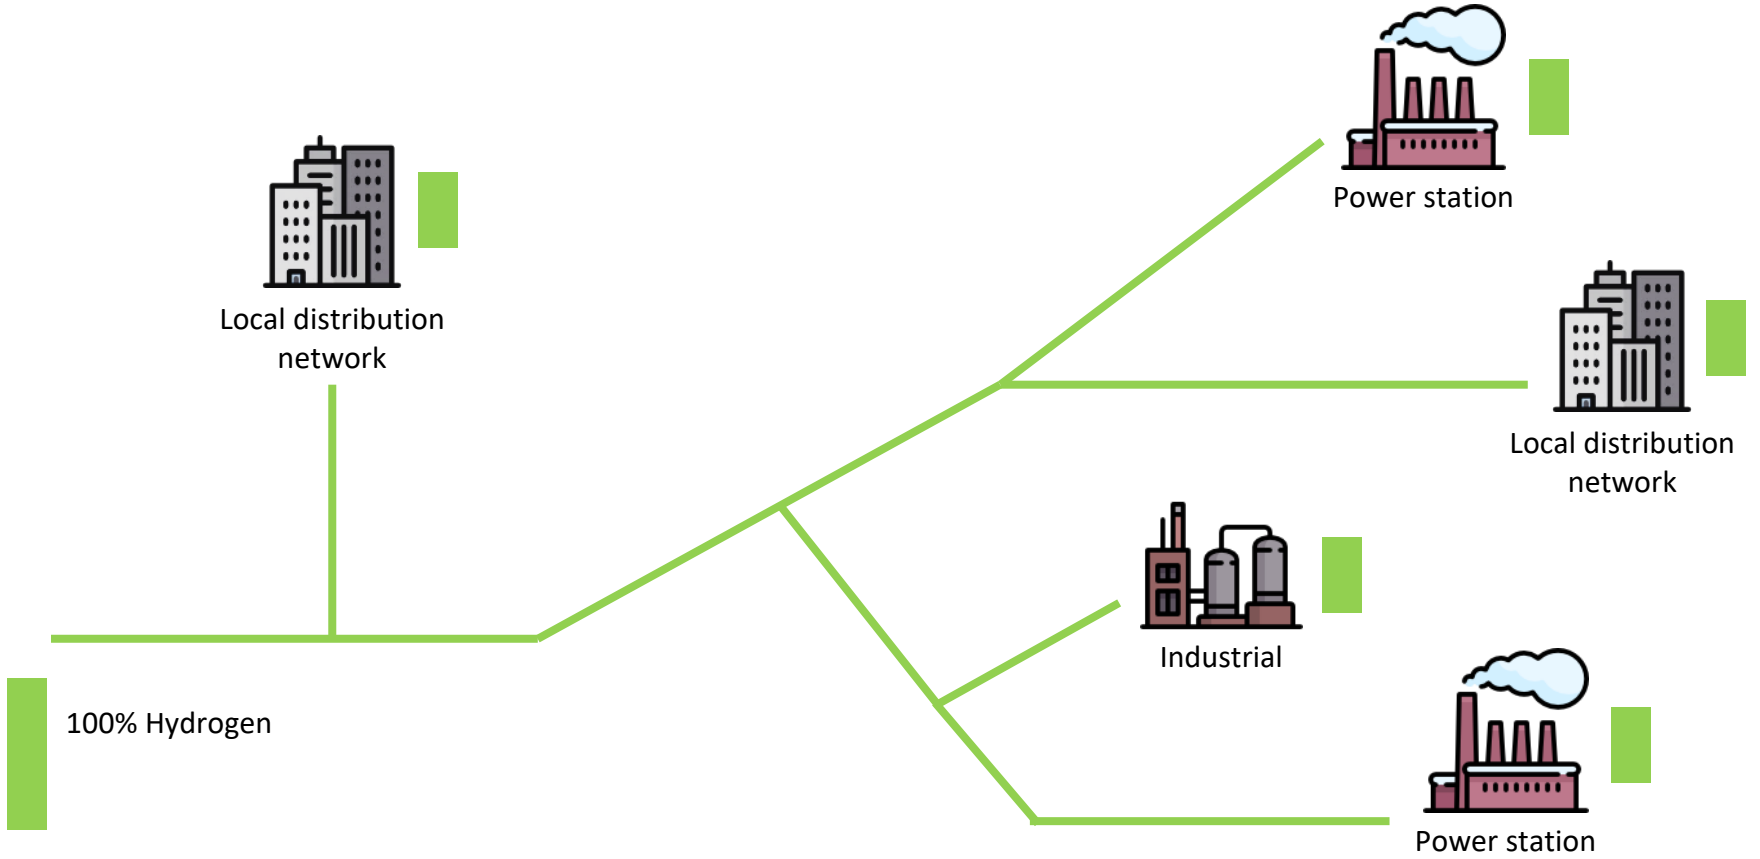 Power station
Local distribution
network
Local distribution
network
Industrial
100% Hydrogen
Power station